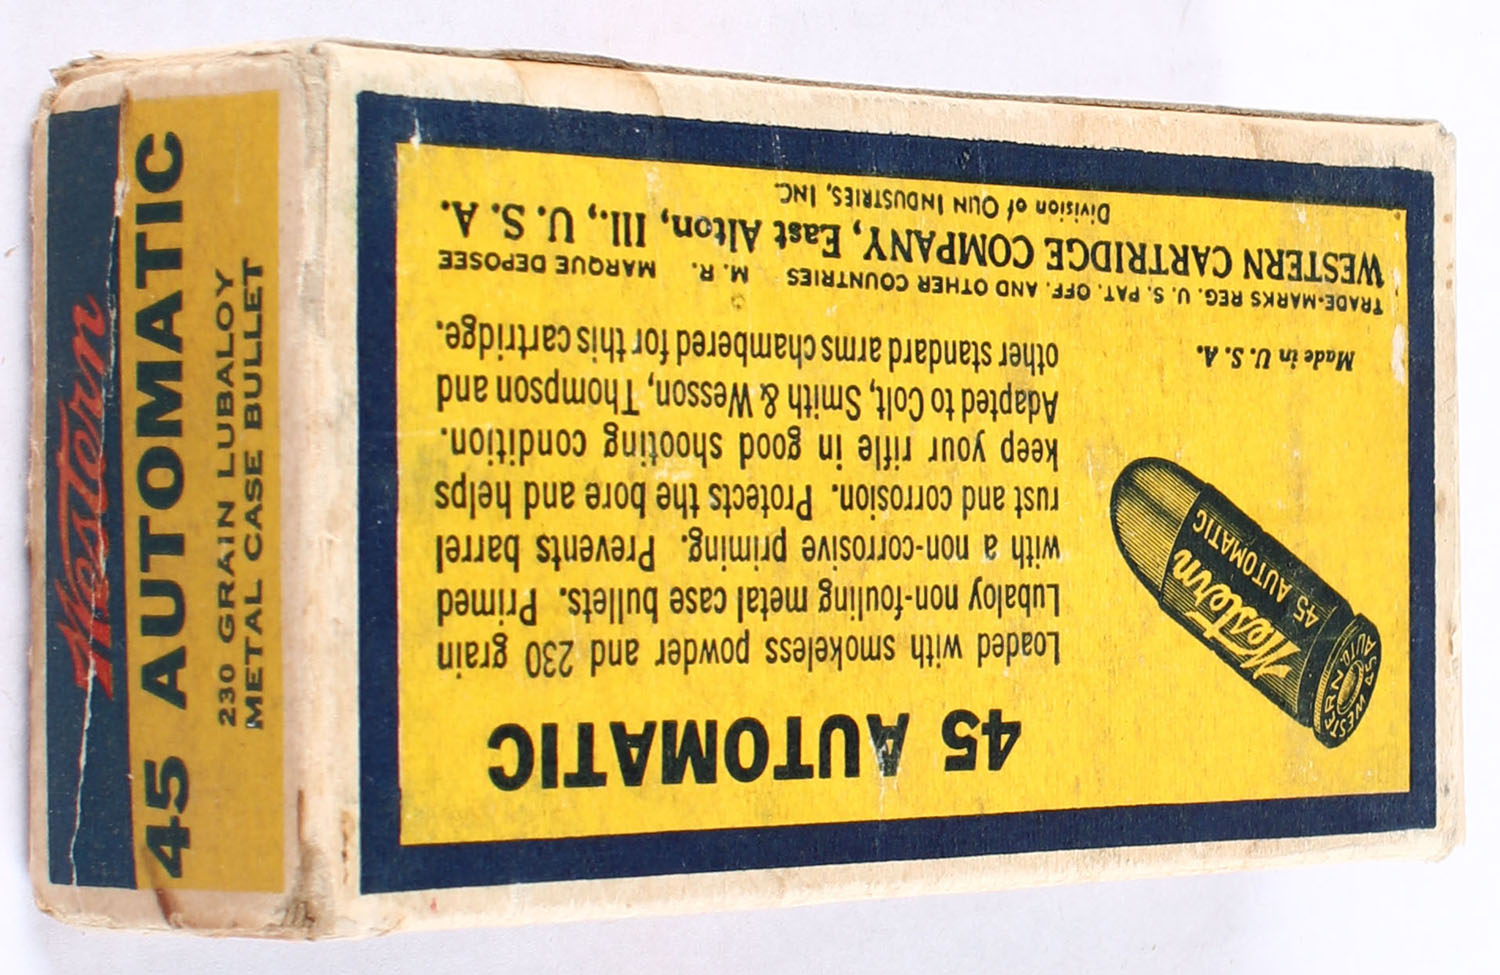 Western
45 AUTOMATIC
230 GRAIN LUBALOY
METAL CASE BULLET
45 AUTOMATIC
Loaded with smokeless powder and 230 grain
Lubaloy non-fouling metal case bullets. Primed
with a non-corrosive priming. Prevents barrel
rust and corrosion. Protects the bore and helps
keep your rifle in good shooting condition.
Adapted to Colt, Smith & Wesson, Thompson and
other standard arms chambered for this cartridge.
Western
45 AUTOMATIC
WESTERN
45 AUTO.
Made in U. S. A.
TRADE-MARKS REG. U. S. PAT. OFF. AND OTHER COUNTRIES M. R. MARQUE DEPOSEE
WESTERN CARTRIDGE COMPANY, East Alton, Ill., U. S. A.
Division of OLIN INDUSTRIES, INC.